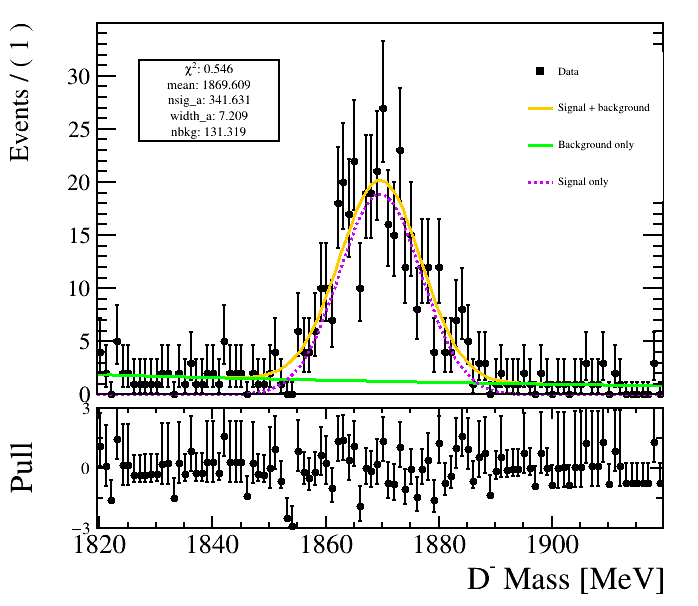 Events / ( 1 )
30
25
20
15
10
5
0
χ²: 0.546
mean: 1869.609
nsig_a: 341.631
width_a: 7.209
nbkg: 131.319
Data
Signal + background
Background only
Signal only
Pull
3
0
−3
1820 1840 1860 1880 1900
D⁻ Mass [MeV]